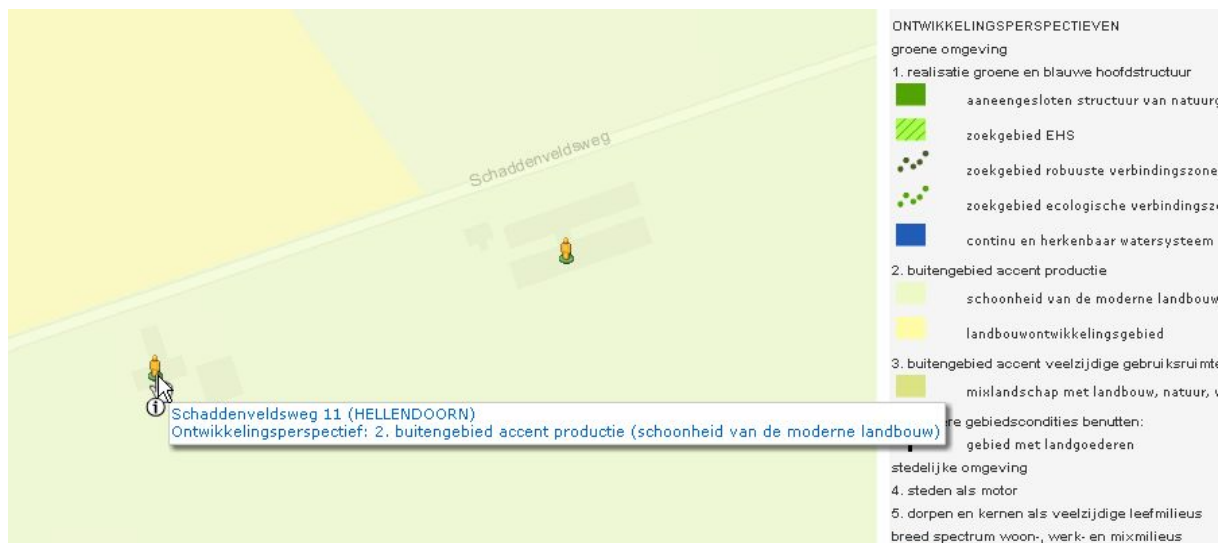 Schaddenveldsweg
Schaddenveldsweg 11 (HELLENDOORN)
Ontwikkelingsperspectief: 2. buitengebied accent productie (schoonheid van de moderne landbouw)
ONTWIKKELINGSPERSPECTIEVEN
groene omgeving
1. realisatie groene en blauwe hoofdstructuur
aaneengesloten structuur van natuurg
zoekgebied EHS
zoekgebied robuuste verbindingszone
zoekgebied ecologische verbindingsz
continu en herkenbaar watersysteem
2. buitengebied accent productie
schoonheid van de moderne landbouw
landbouwontwikkelingsgebied
3. buitengebied accent veelzijdige gebruiksruimte
mixlandschap met landbouw, natuur,
ere gebiedscondities benutten:
gebied met landgoederen
stedelijke omgeving
4. steden als motor
5. dorpen en kernen als veelzijdige leefmilieus
breed spectrum woon-, werk- en mixmilieus